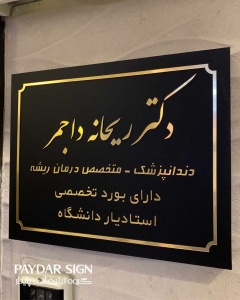 دکتر ریحانه داجمر
دندانپزشک - متخصص درمان ریشه
دارای بورد تخصصی
استادیار دانشگاه
PAYDAR SIGN